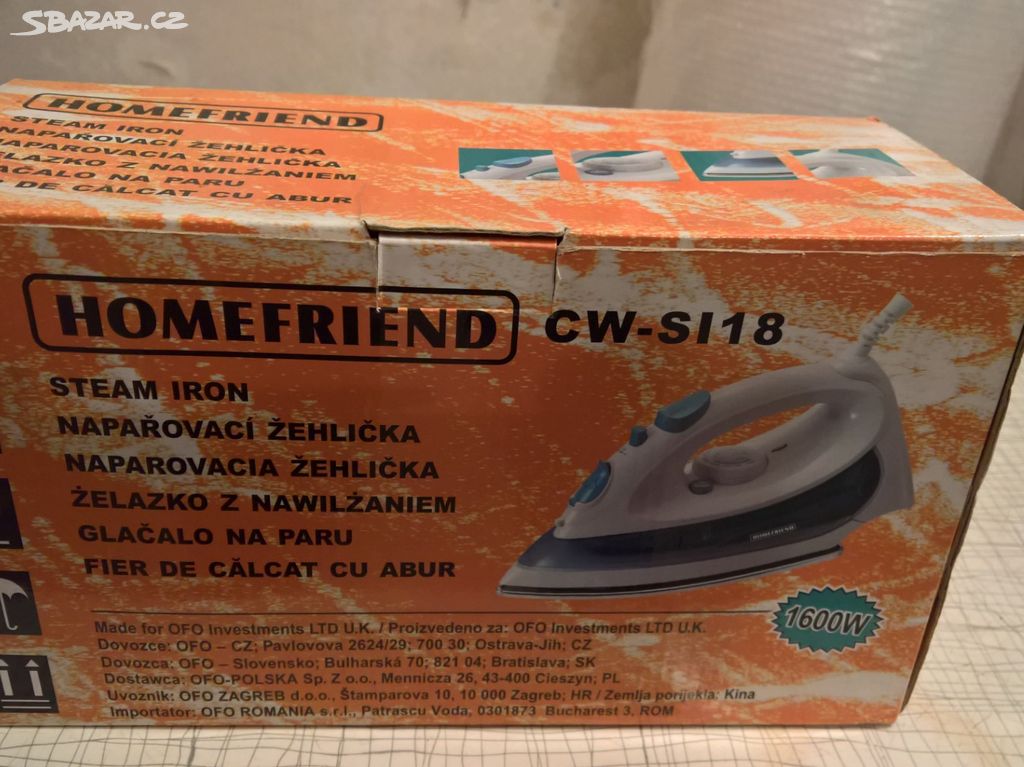 SBAZAR.CZ
HOMEFRIEND
STEAM IRON
NAPAŘOVACÍ ŽEHLIČKA
NAPAROVACIA ŽEHLIČKA
ŻELAZKO Z NAWILŻANIEM
GLAČALO NA PARU
FIER DE CĂLCAT CU ABUR
HOMEFRIEND CW-SI18
STEAM IRON
NAPAŘOVACÍ ŽEHLIČKA
NAPAROVACIA ŽEHLIČKA
ŻELAZKO Z NAWILŻANIEM
GLAČALO NA PARU
FIER DE CĂLCAT CU ABUR
HOMEFRIEND
1600W
Made for OFO Investments LTD U.K. / Proizvedeno za: OFO Investments LTD U.K.
Dovozce: OFO – CZ; Pavlovova 2624/29; 700 30; Ostrava-Jih; CZ
Dovozca: OFO – Slovensko; Bulharská 70; 821 04; Bratislava; SK
Dostawca: OFO-POLSKA Sp. Z o.o., Mennicza 26, 43-400 Cieszyn; PL
Uvoznik: OFO ZAGREB d.o.o., Štamparova 10, 10 000 Zagreb; HR / Zemlja porijekla: Kina
Importator: OFO ROMANIA s.r.l., Patrascu Voda, 0301873 Bucharest 3, ROM